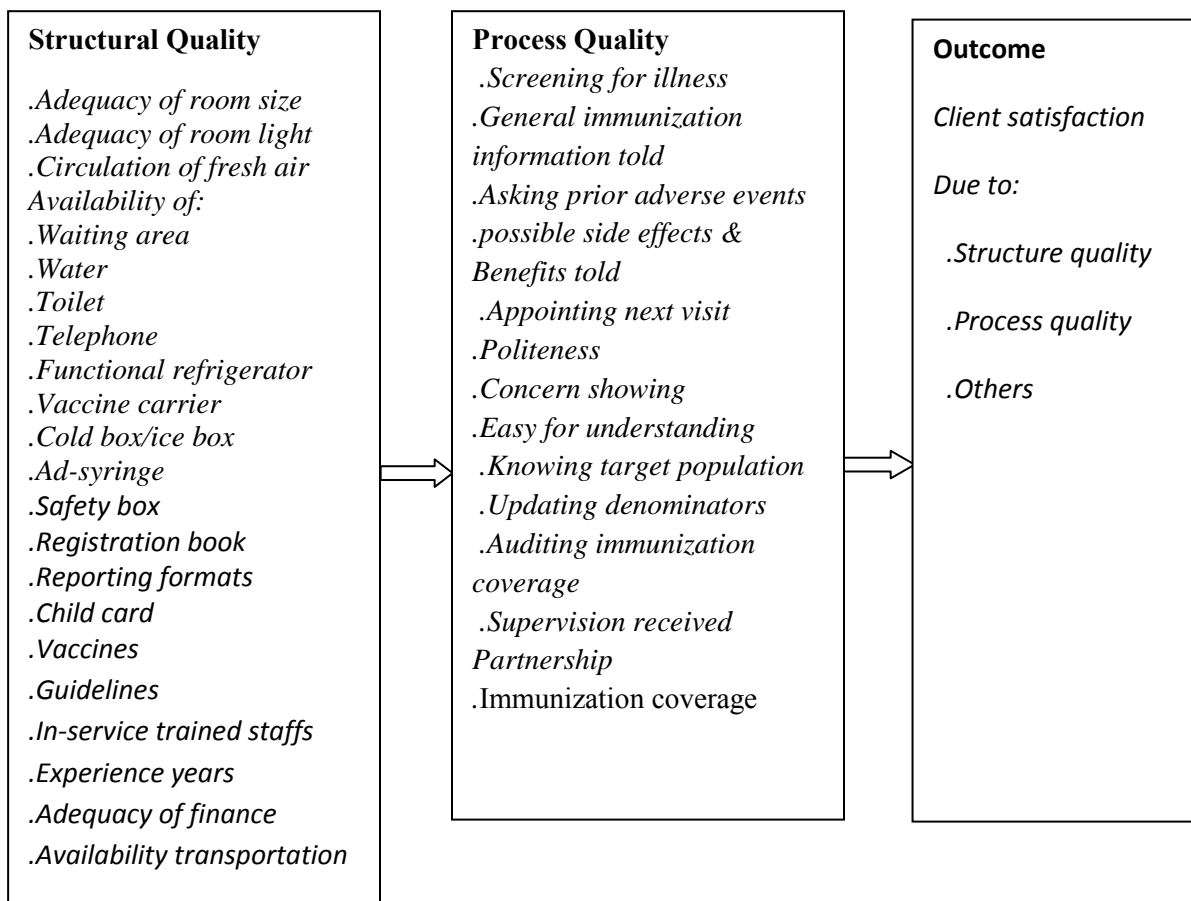 Structural Quality
.Adequacy of room size
.Adequacy of room light
.Circulation of fresh air
Availability of:
.Waiting area
.Water
.Toilet
.Telephone
.Functional refrigerator
.Vaccine carrier
.Cold box/ice box
.Ad-syringe
.Safety box
.Registration book
.Reporting formats
.Child card
.Vaccines
.Guidelines
.In-service trained staffs
.Experience years
.Adequacy of finance
.Availability transportation
Process Quality
.Screening for illness
.General immunization
information told
.Asking prior adverse events
.possible side effects &
Benefits told
.Appointing next visit
.Politeness
.Concern showing
.Easy for understanding
.Knowing target population
.Updating denominators
.Auditing immunization
coverage
.Supervision received
Partnership
.Immunization coverage
Outcome
Client satisfaction
Due to:
.Structure quality
.Process quality
.Others